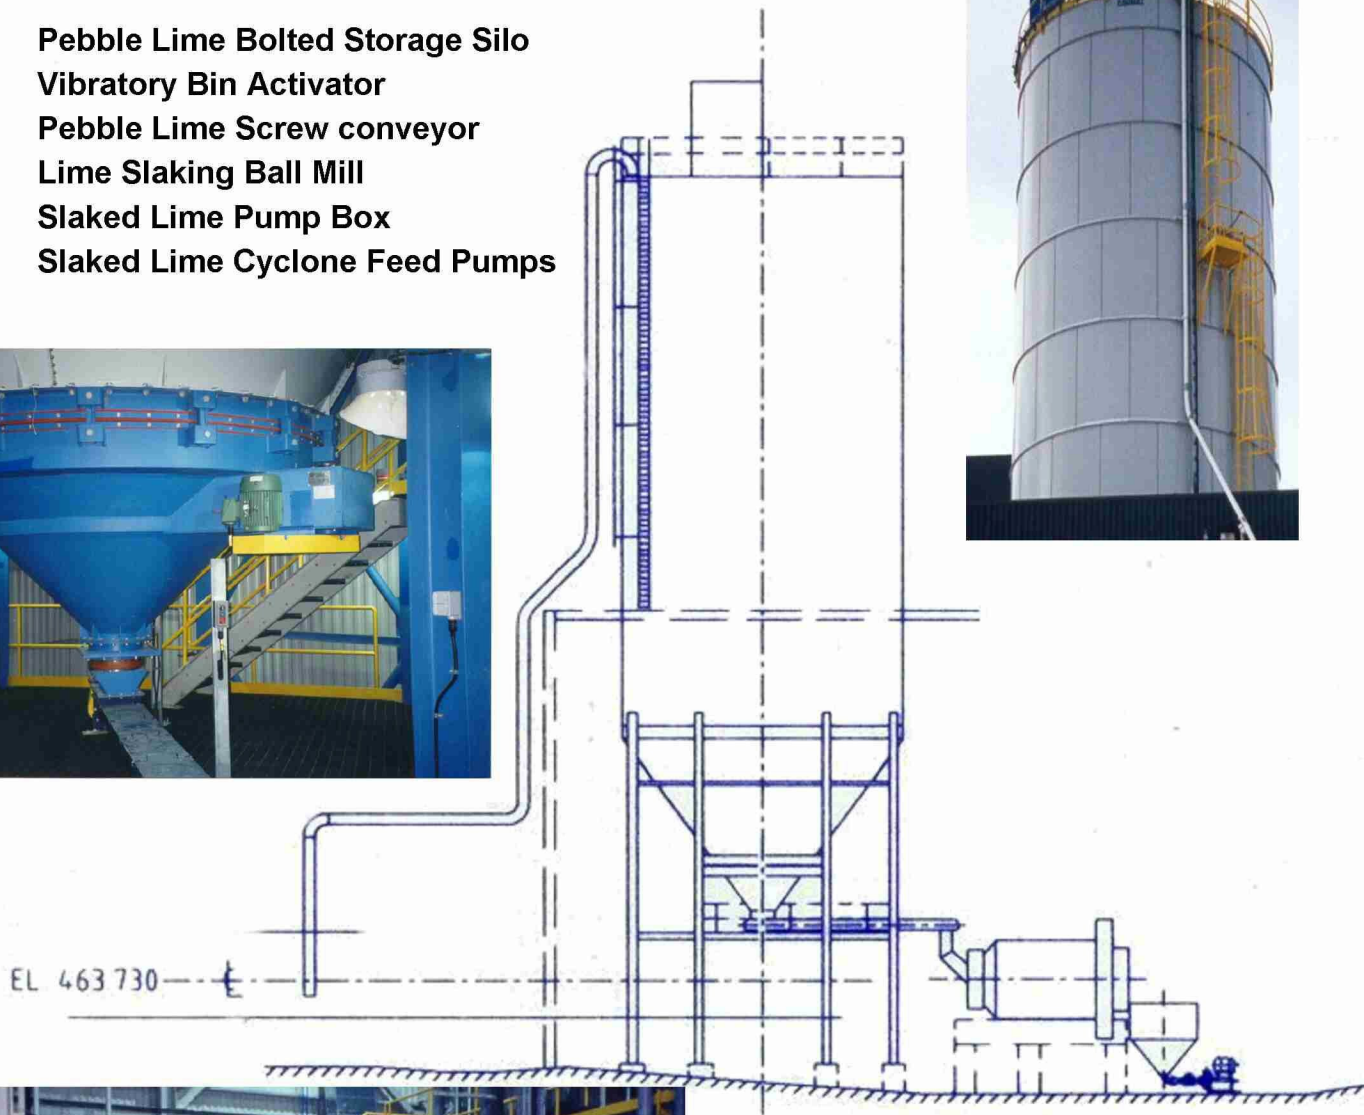 Pebble Lime Bolted Storage Silo
Vibratory Bin Activator
Pebble Lime Screw conveyor
Lime Slaking Ball Mill
Slaked Lime Pump Box
Slaked Lime Cyclone Feed Pumps
EL 463 730